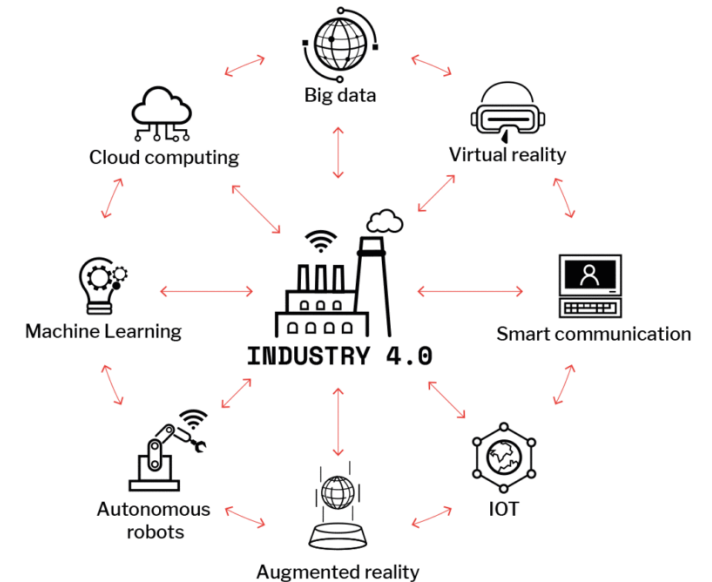 Big data
Cloud computing
Virtual reality
Machine Learning
Smart communication
INDUSTRY 4.0
Autonomous
robots
IOT
Augmented reality